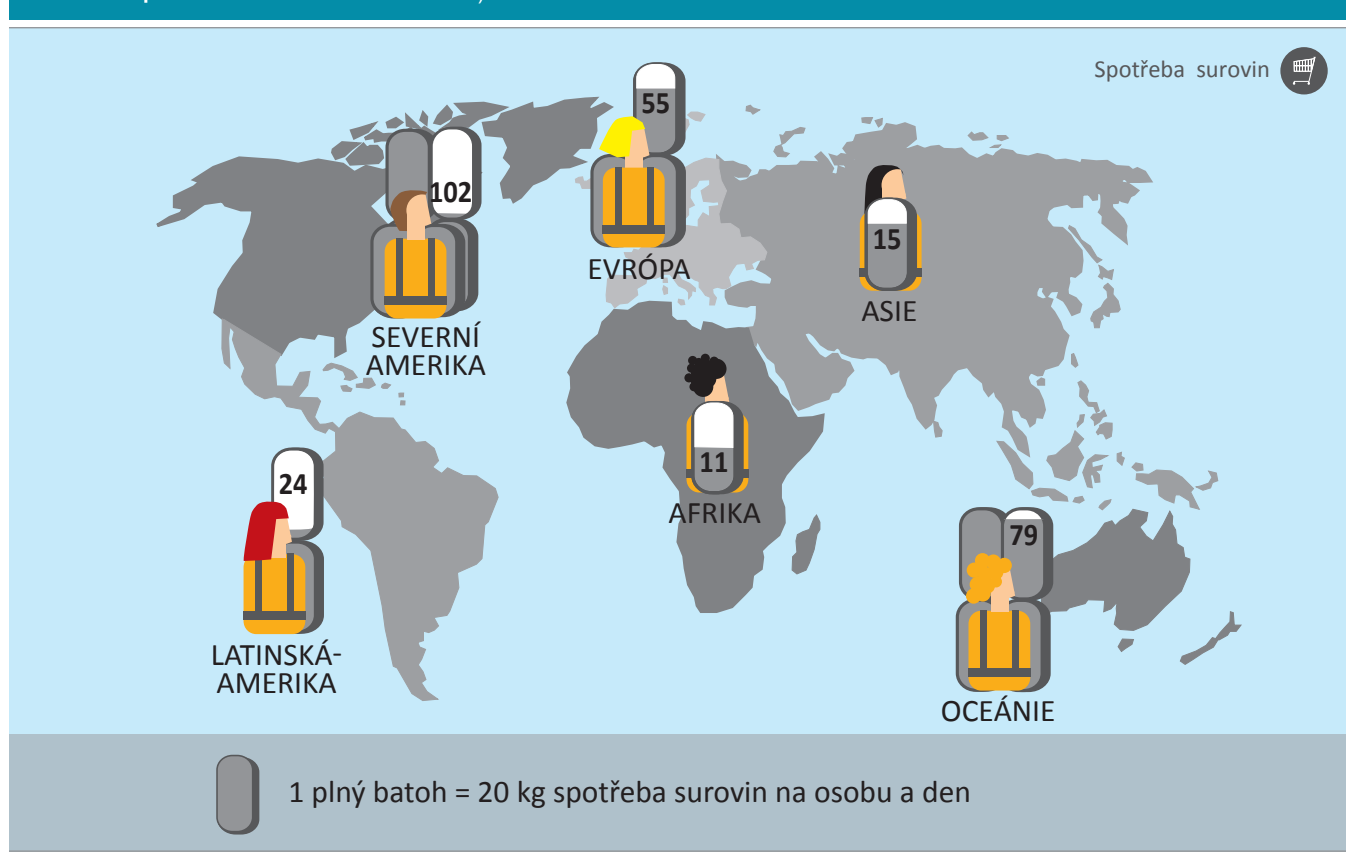 Spotřeba surovin
55
102
15
EVRÓPA
ASIE
SEVERNÍ
AMERIKA
11
24
AFRIKA
79
LATINSKÁ-
AMERIKA
OCEÁNIE
1 plný batoh = 20 kg spotřeba surovin na osobu a den